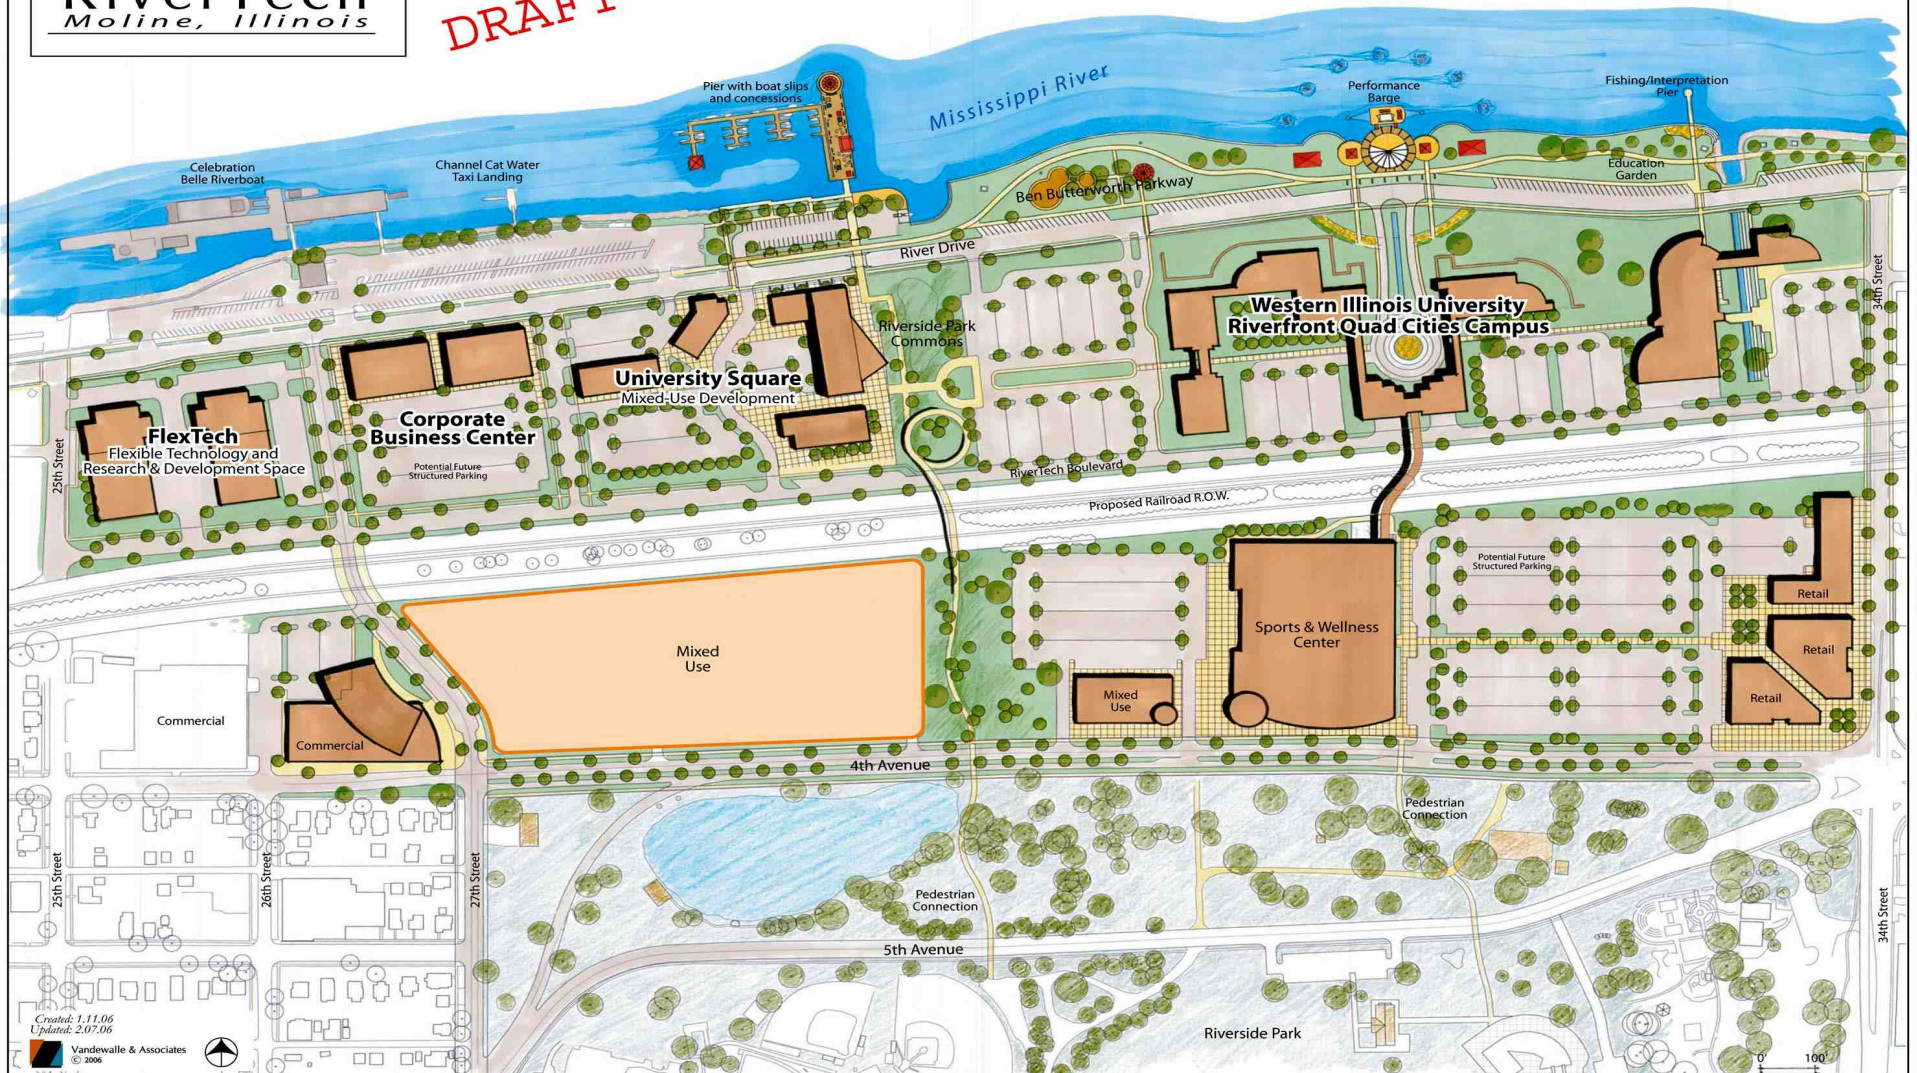 RiverTech
Moline, Illinois
DRAFT
Pier with boat slips
and concessions
Mississippi River
Performance
Barge
Fishing/Interpretation
Pier
Celebration
Belle Riverboat
Channel Cat Water
Taxi Landing
Education
Garden
Ben Butterworth Parkway
River Drive
34th Street
Western Illinois University
Riverfront Quad Cities Campus
Riverside Park
Commons
University Square
Mixed-Use Development
Corporate
Business Center
FlexTech
Flexible Technology and
Research & Development Space
25th Street
Potential Future
Structured Parking
RiverTech Boulevard
Proposed Railroad R.O.W.
Potential Future
Structured Parking
Retail
Sports & Wellness
Center
Mixed
Use
Retail
Mixed
Use
Retail
Commercial
Commercial
4th Avenue
Pedestrian
Connection
25th Street
26th Street
27th Street
Pedestrian
Connection
34th Street
5th Avenue
Riverside Park
Created: 1.11.06
Updated: 2.07.06
Vandewalle & Associates
© 2006
0'
100'